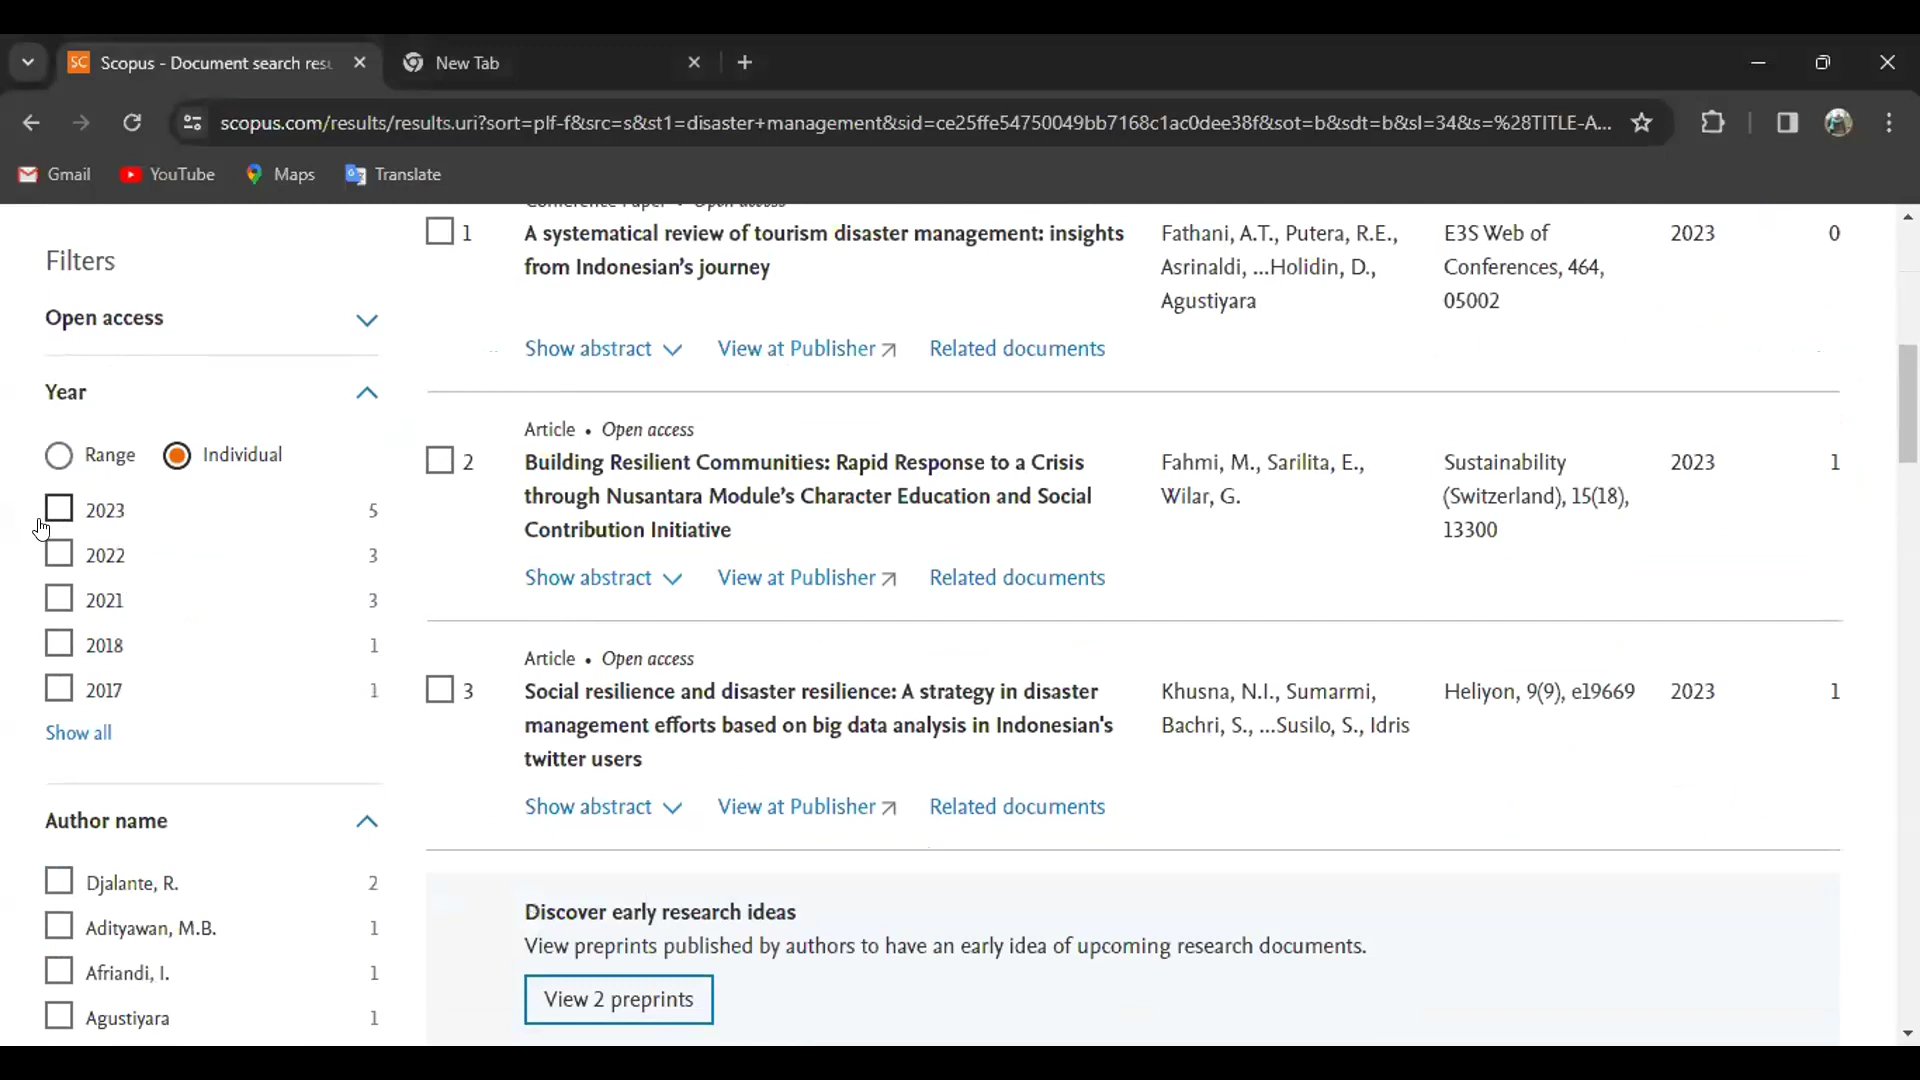 Scopus - Document search resu
New Tab
scopus.com/results/results.uri?sort=plf-f&src=s&st1=disaster+management&sid=ce25ffe54750049bb7168c1ac0dee38f&sot=b&sdt=b&sl=34&s=%28TITLE-A...
Gmail
YouTube
Maps
Translate
Filters
Open access
Year
Range
Individual
2023 5
2022 3
2021 3
2018 1
2017 1
Show all
Author name
Djalante, R. 2
Adityawan, M.B. 1
Afriandi, I. 1
Agustiyara 1
Conference Paper • Open access
1
A systematical review of tourism disaster management: insights
from Indonesian’s journey
Fathani, A.T., Putera, R.E.,
Asrinaldi, ...Holidin, D.,
Agustiyara
E3S Web of
Conferences, 464,
05002
2023
0
Show abstract
View at Publisher
Related documents
Article • Open access
2
Building Resilient Communities: Rapid Response to a Crisis
through Nusantara Module’s Character Education and Social
Contribution Initiative
Fahmi, M., Sarilita, E.,
Wilar, G.
Sustainability
(Switzerland), 15(18),
13300
2023
1
Show abstract
View at Publisher
Related documents
Article • Open access
3
Social resilience and disaster resilience: A strategy in disaster
management efforts based on big data analysis in Indonesian's
twitter users
Khusna, N.I., Sumarmi,
Bachri, S., ...Susilo, S., Idris
Heliyon, 9(9), e19669
2023
1
Show abstract
View at Publisher
Related documents
Discover early research ideas
View preprints published by authors to have an early idea of upcoming research documents.
View 2 preprints